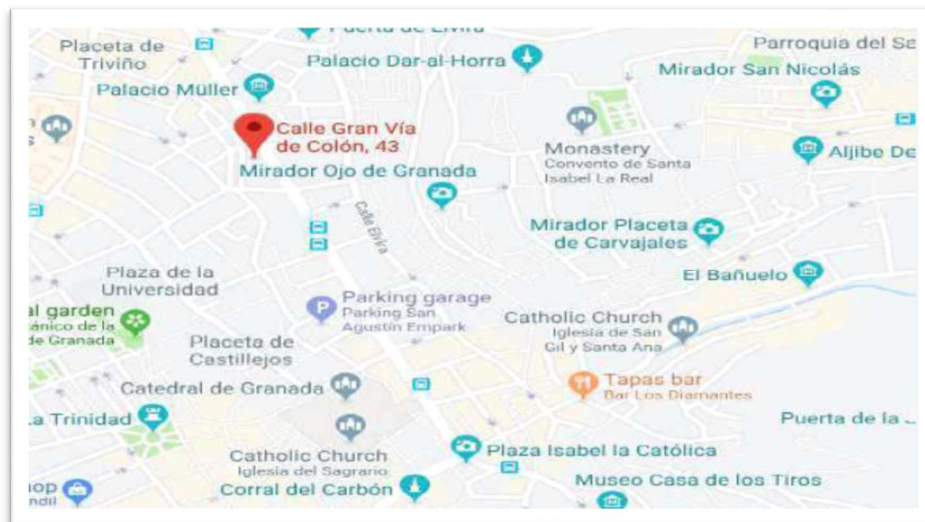 Puerta de Elvira
Placeta de
Triviño
Palacio Dar-al-Horra
Parroquia del
Mirador San Nicolás
Palacio Müller
Calle Gran Vía
de Colón, 43
Monastery
Convento de Santa
Isabel La Real
Aljibe De
Mirador Ojo de Granada
Calle Elvira
Mirador Placeta
de Carvajales
Plaza de la
Universidad
El Bañuelo
Parking garage
Parking San
Agustín Empark
P
al garden
ánico de la
de Granada
Catholic Church
Iglesia de San
Gil y Santa Ana
Placeta de
Castillejos
Catedral de Granada
Tapas bar
Bar Los Diamantes
La Trinidad
Puerta de la
Catholic Church
Iglesia del Sagrario
Plaza Isabel la Católica
Corral del Carbón
Museo Casa de los Tiros
hop
ndil